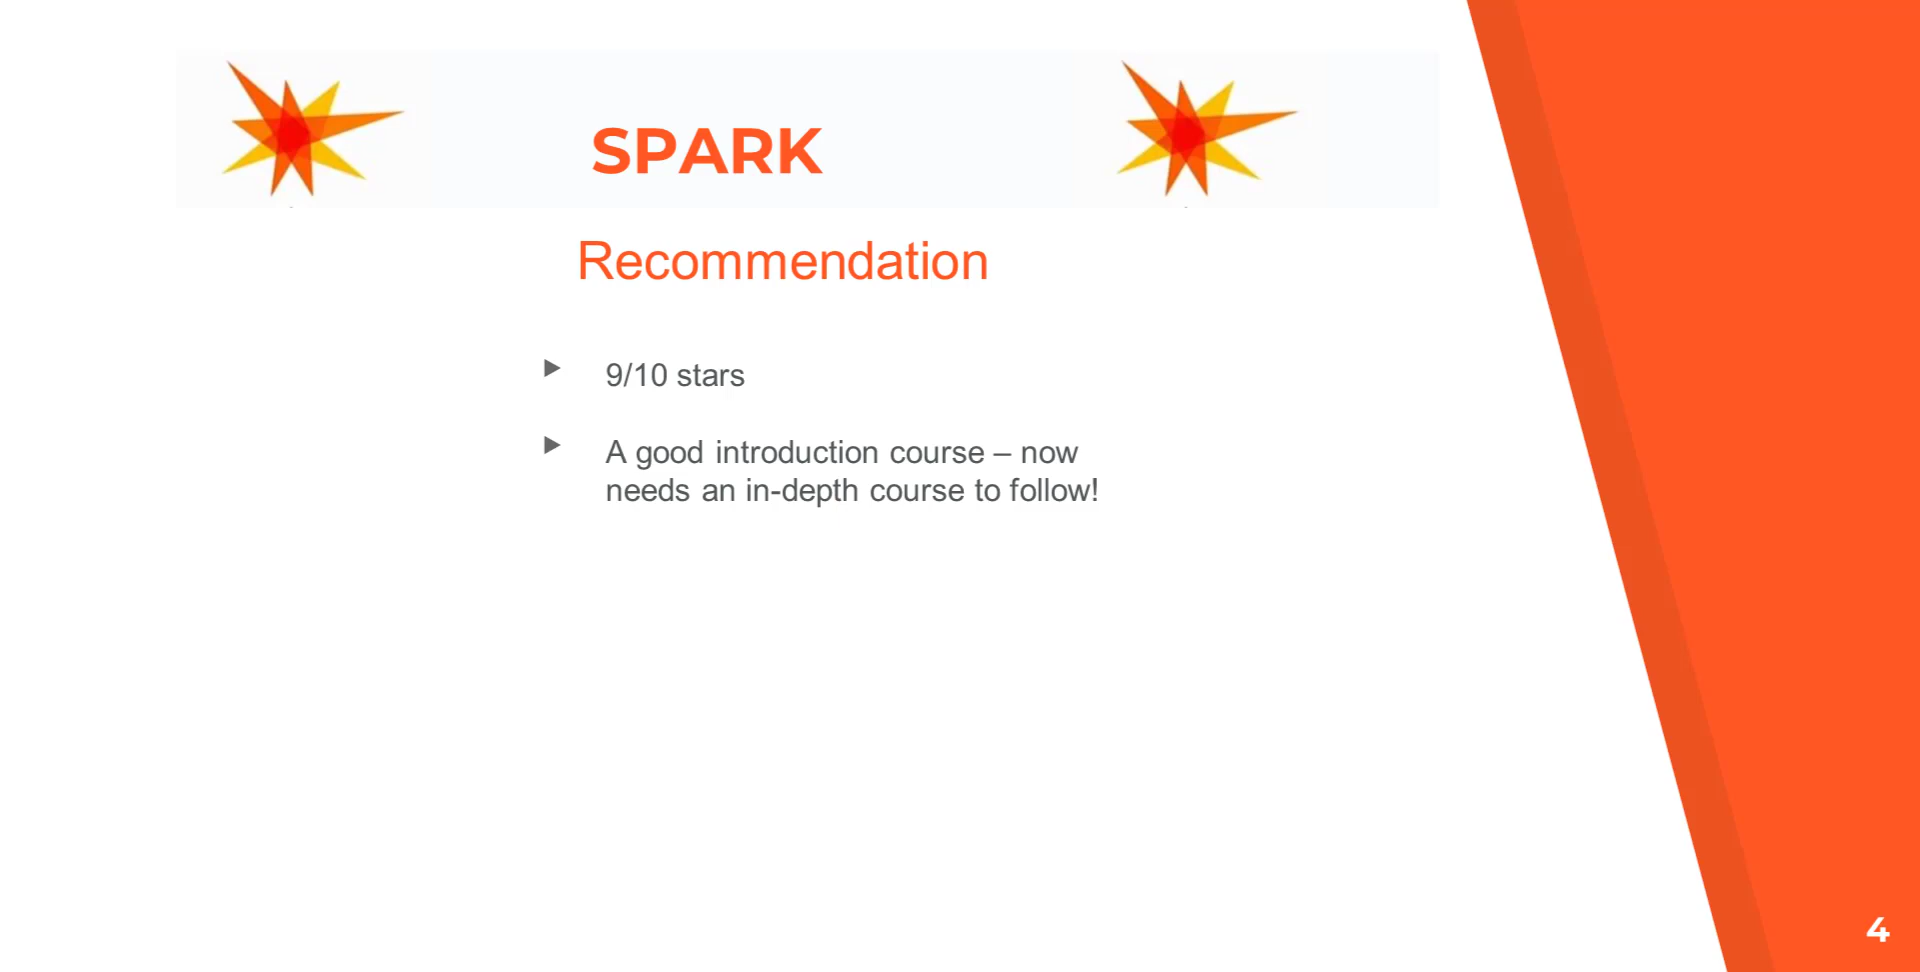 SPARK
Recommendation
9/10 stars
A good introduction course – now
needs an in-depth course to follow!
4